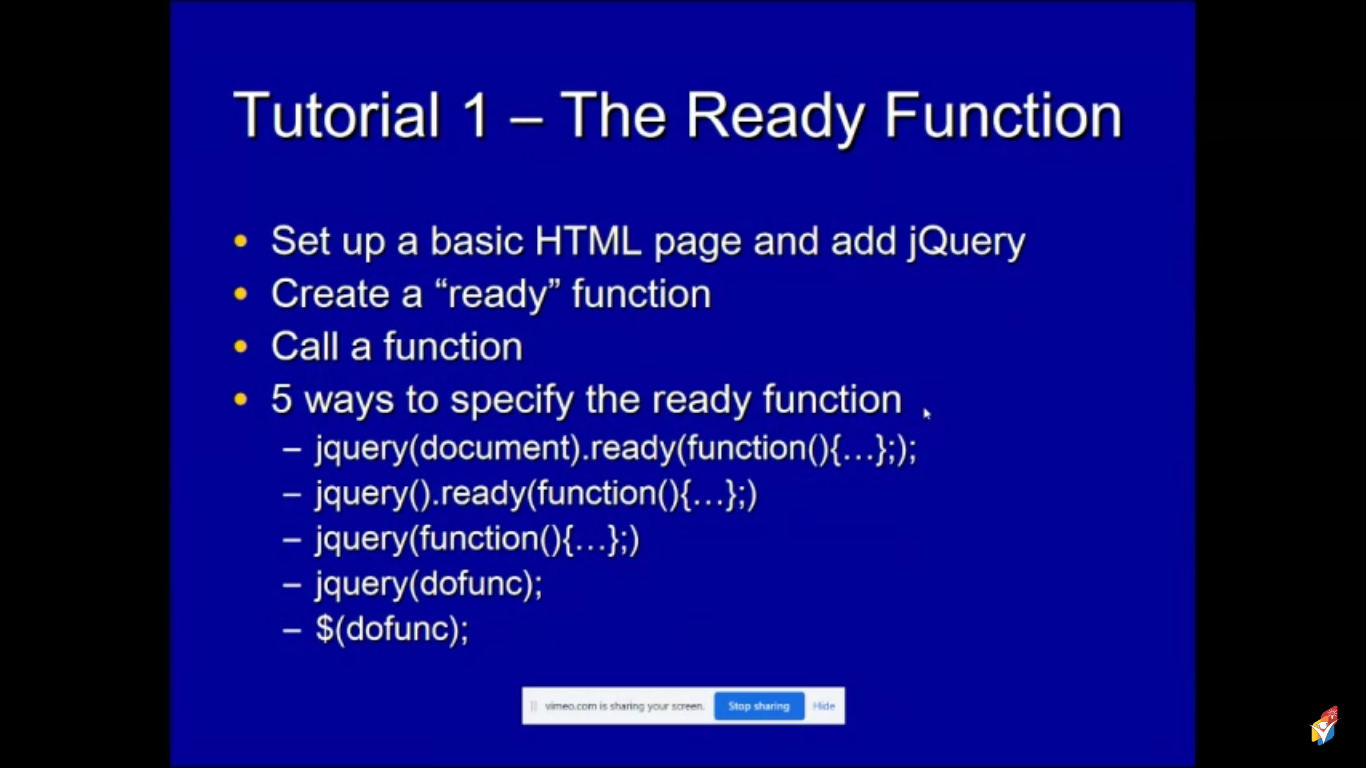 Tutorial 1 – The Ready Function
• Set up a basic HTML page and add jQuery
• Create a “ready” function
• Call a function
• 5 ways to specify the ready function
– jquery(document).ready(function(){…};);
– jquery().ready(function(){…};)
– jquery(function(){…};)
– jquery(dofunc);
– $(dofunc);
vimeo.com is sharing your screen. Stop sharing Hide